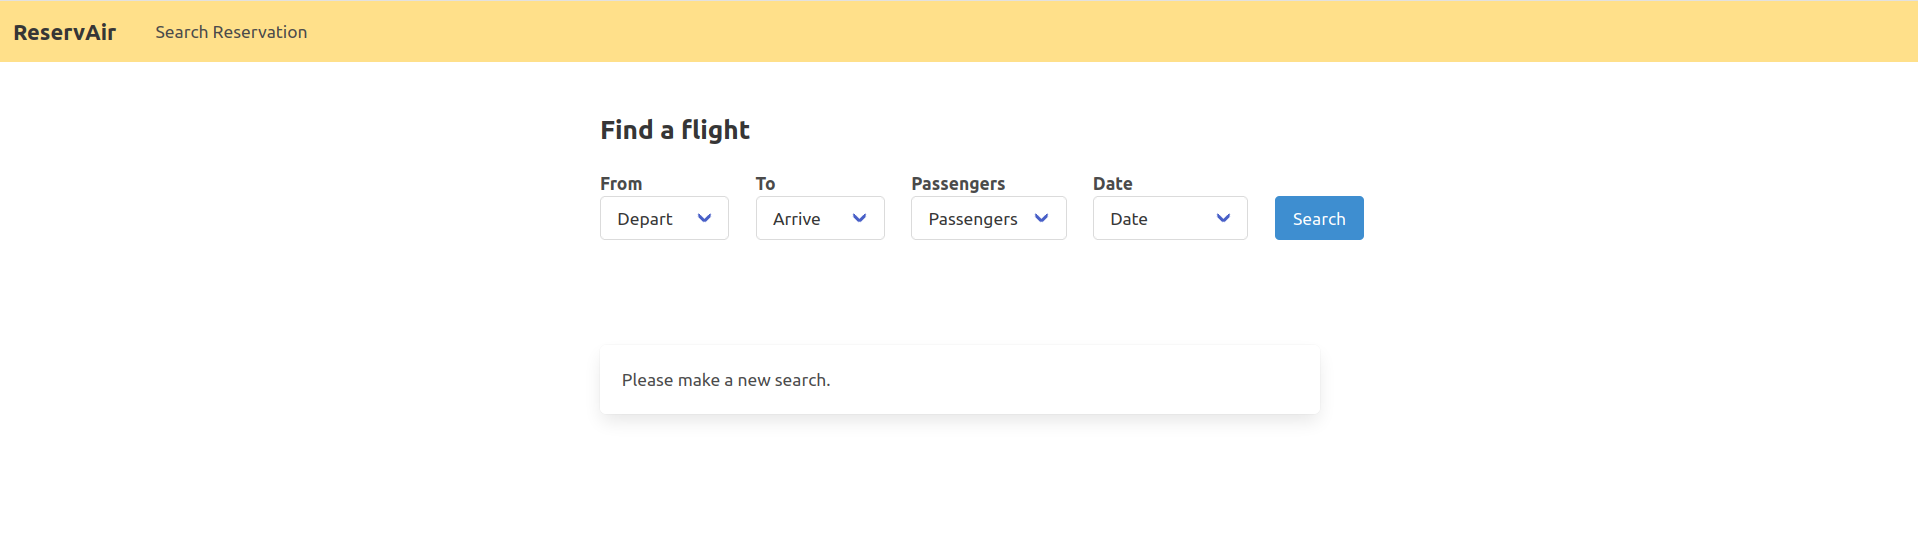 ReservAir Search Reservation
Find a flight
From To Passengers Date
Depart Arrive Passengers Date Search
Please make a new search.